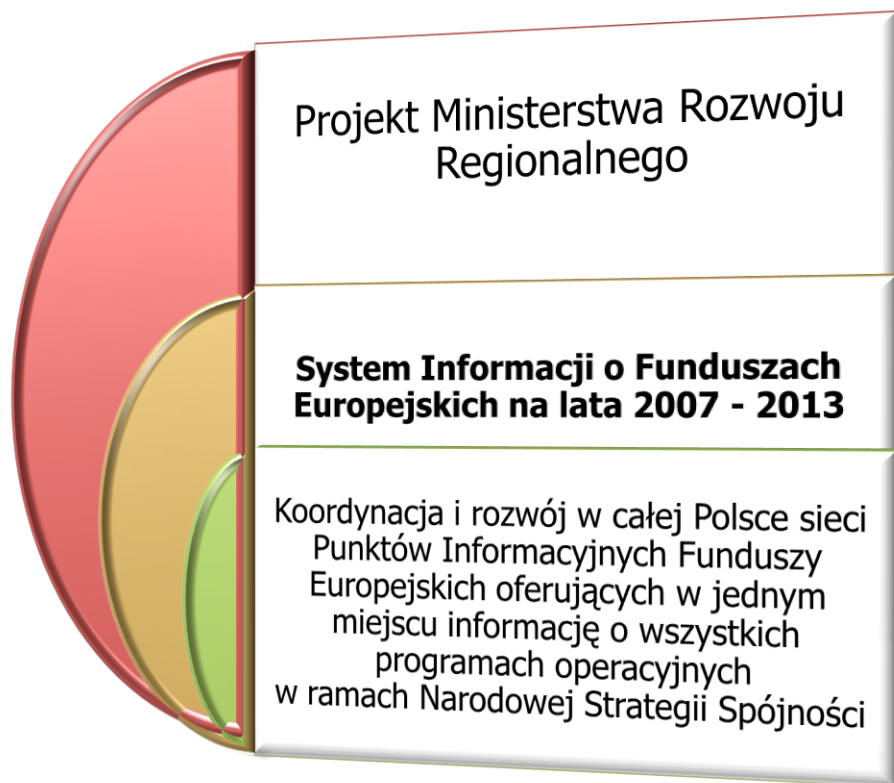 Projekt Ministerstwa Rozwoju
Regionalnego
System Informacji o Funduszach
Europejskich na lata 2007 - 2013
Koordynacja i rozwój w całej Polsce sieci
Punktów Informacyjnych Funduszy
Europejskich oferujących w jednym
miejscu informację o wszystkich
programach operacyjnych
w ramach Narodowej Strategii Spójności